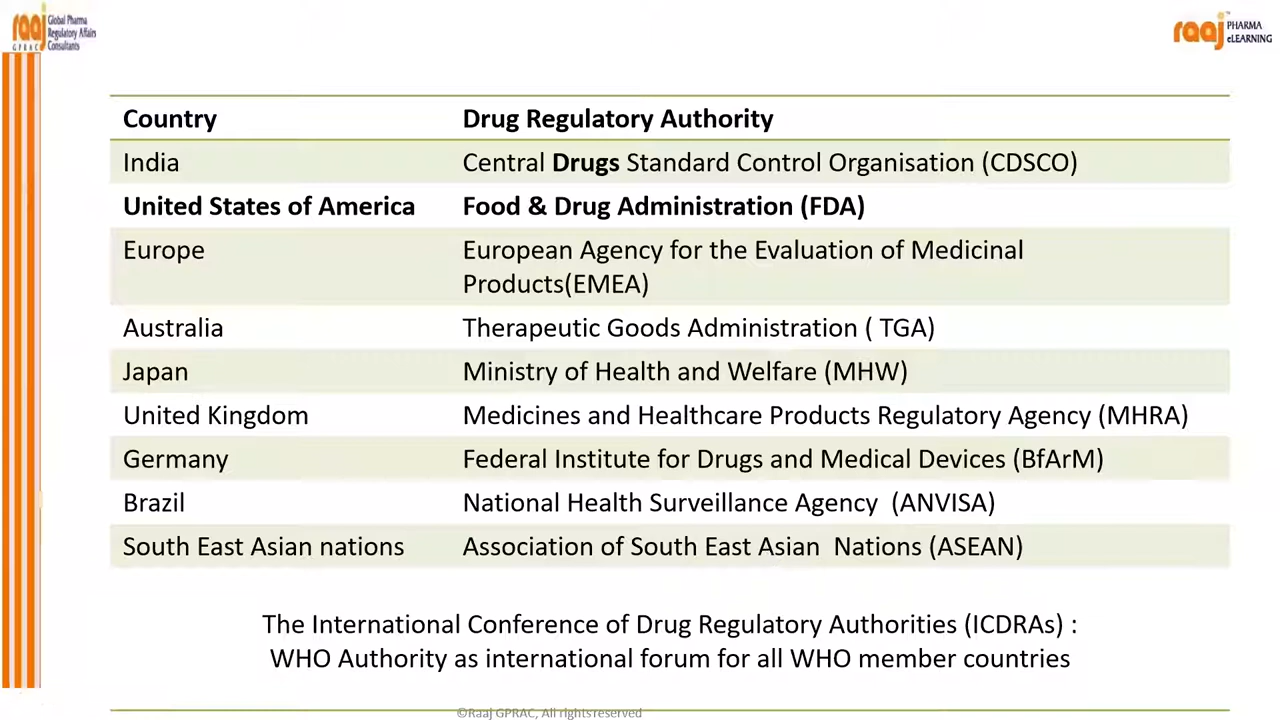 raaj Global Pharma
Regulatory Affairs
GPRAC Consultants
raaj PHARMA
eLEARNING
Country Drug Regulatory Authority
India Central Drugs Standard Control Organisation (CDSCO)
United States of America Food & Drug Administration (FDA)
Europe European Agency for the Evaluation of Medicinal
Products(EMEA)
Australia Therapeutic Goods Administration ( TGA)
Japan Ministry of Health and Welfare (MHW)
United Kingdom Medicines and Healthcare Products Regulatory Agency (MHRA)
Germany Federal Institute for Drugs and Medical Devices (BfArM)
Brazil National Health Surveillance Agency (ANVISA)
South East Asian nations Association of South East Asian Nations (ASEAN)
The International Conference of Drug Regulatory Authorities (ICDRAs) :
WHO Authority as international forum for all WHO member countries
©Raaj GPRAC, All rights reserved